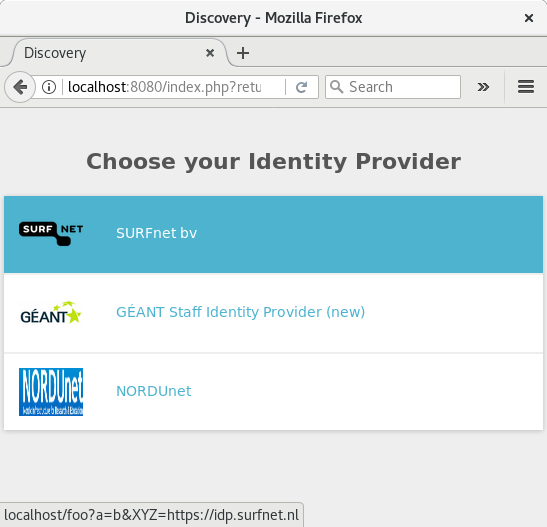 Discovery - Mozilla Firefox
Discovery
localhost:8080/index.php?retu
Search
Choose your Identity Provider
SURF NET
SURFnet bv
GÉANT
GÉANT Staff Identity Provider (new)
NORDUnet
NORDUnet
localhost/foo?a=b&XYZ=https://idp.surfnet.nl